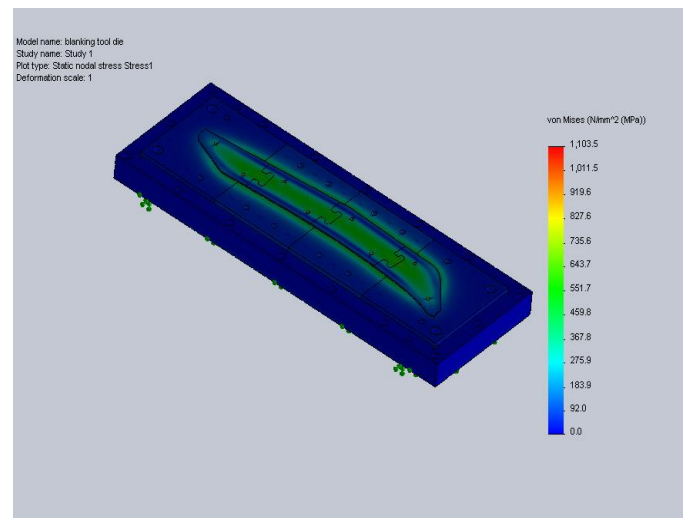 Model name: blanking tool die
Study name: Study 1
Plot type: Static nodal stress Stress1
Deformation scale: 1
von Mises (N/mm^2 (MPa))
1,103.5
1,011.5
919.6
827.6
735.6
643.7
551.7
459.8
367.8
275.9
183.9
92.0
0.0